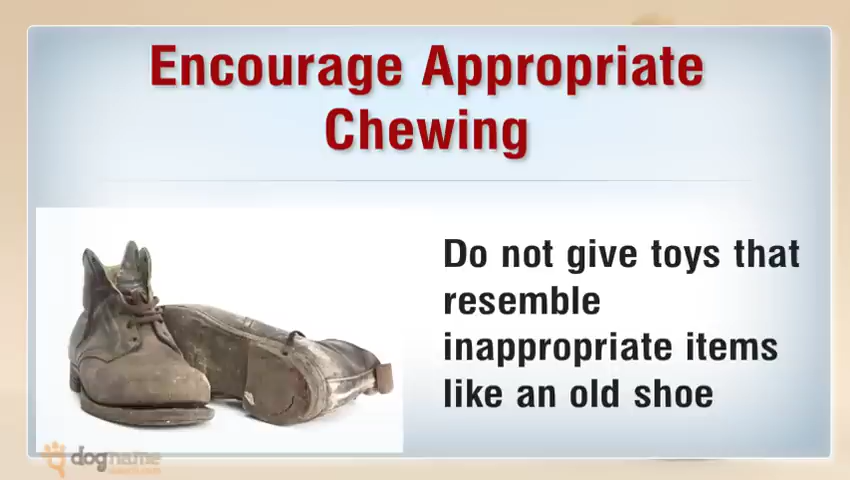 Encourage Appropriate
Chewing
Do not give toys that
resemble
inappropriate items
like an old shoe
dogname